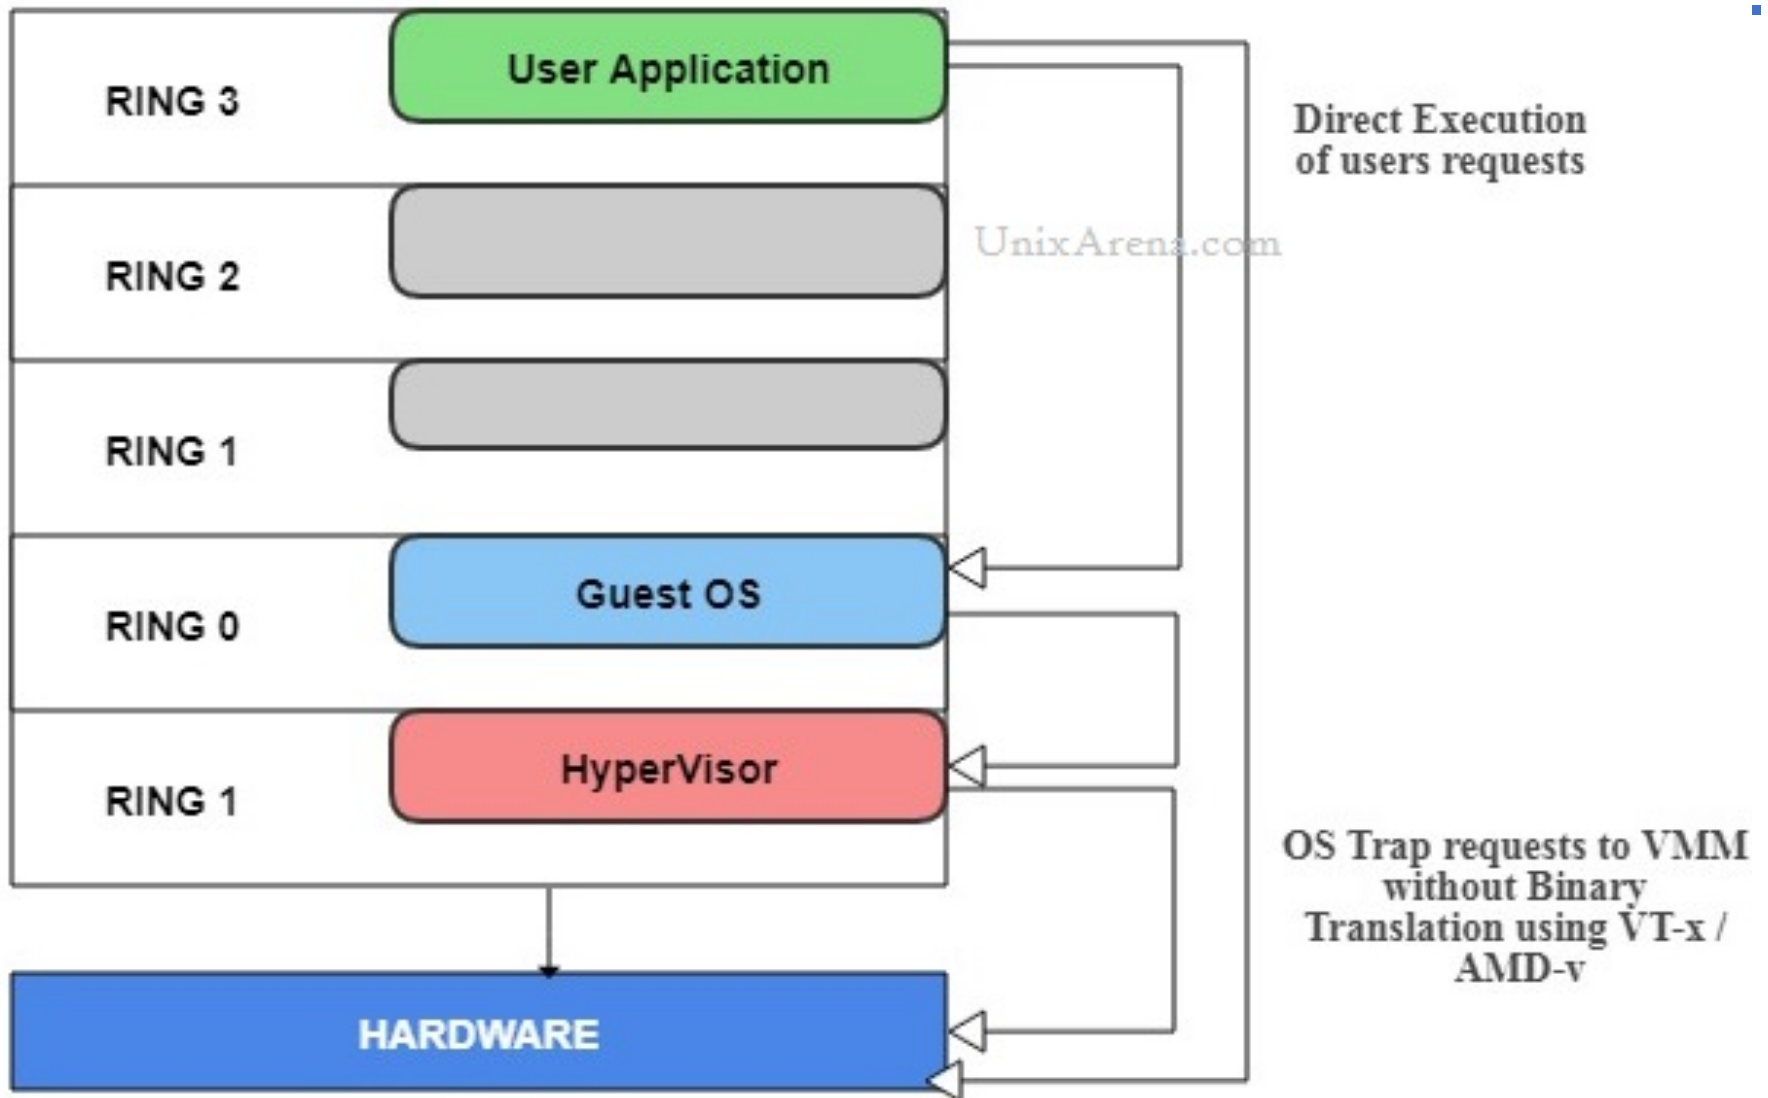 User Application
RING 3
Direct Execution
of users requests
UnixArena.com
RING 2
RING 1
Guest OS
RING 0
HyperVisor
RING 1
OS Trap requests to VMM
without Binary
Translation using VT-x /
AMD-v
HARDWARE